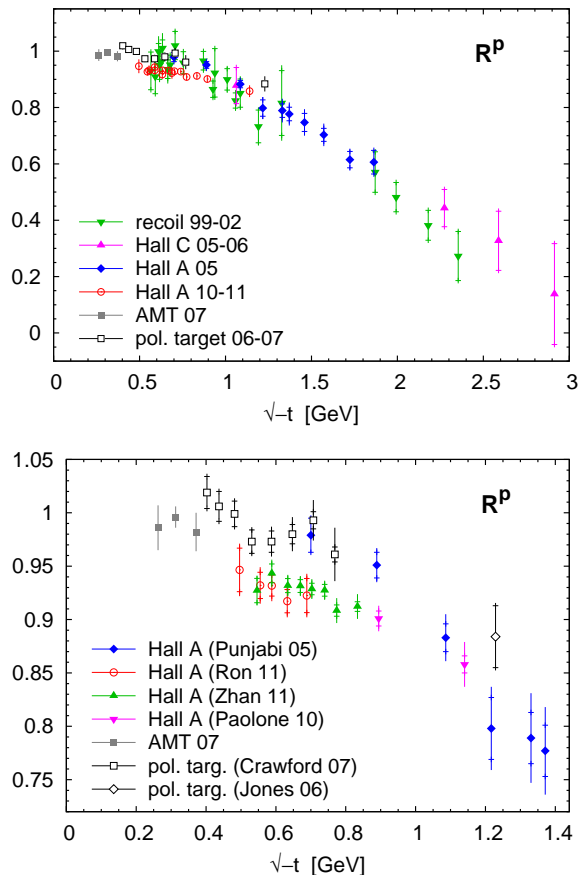 R^p
1
0.8
0.6
0.4
0.2
0
recoil 99-02
Hall C 05-06
Hall A 05
Hall A 10-11
AMT 07
pol. target 06-07
0 0.5 1 1.5 2 2.5 3
√−t [GeV]
R^p
1.05
1
0.95
0.9
0.85
0.8
0.75
Hall A (Punjabi 05)
Hall A (Ron 11)
Hall A (Zhan 11)
Hall A (Paolone 10)
AMT 07
pol. targ. (Crawford 07)
pol. targ. (Jones 06)
0 0.2 0.4 0.6 0.8 1 1.2 1.4
√−t [GeV]